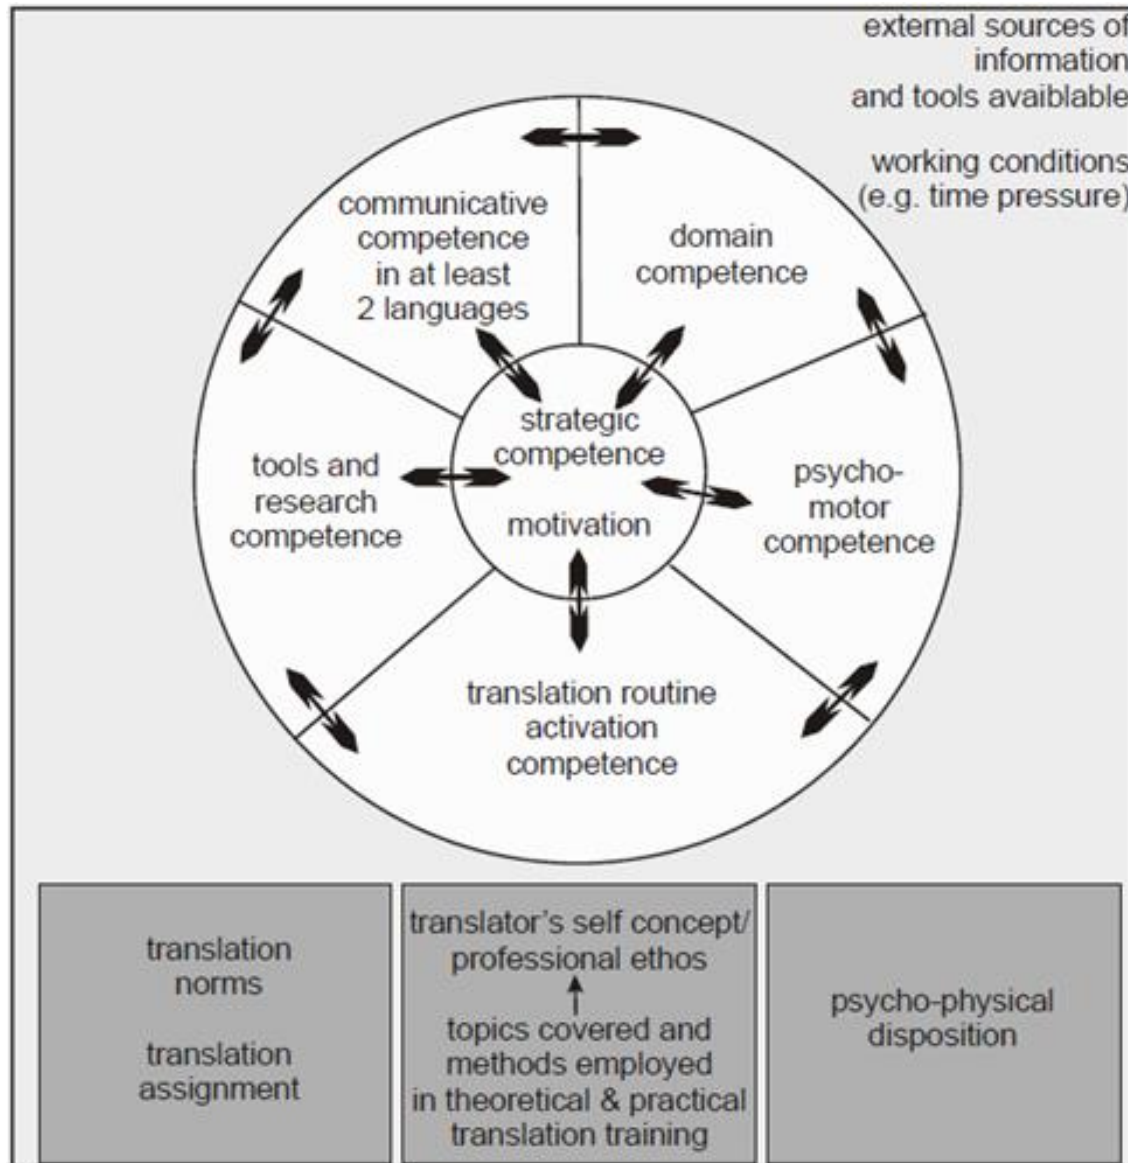 external sources of
information
and tools avaiblable
working conditions
(e.g. time pressure)
communicative
competence
in at least
2 languages
domain
competence
strategic
competence
motivation
tools and
research
competence
psycho-
motor
competence
translation routine
activation
competence
translation
norms
translation
assignment
translator's self concept/
professional ethos
topics covered and
methods employed
in theoretical & practical
translation training
psycho-physical
disposition